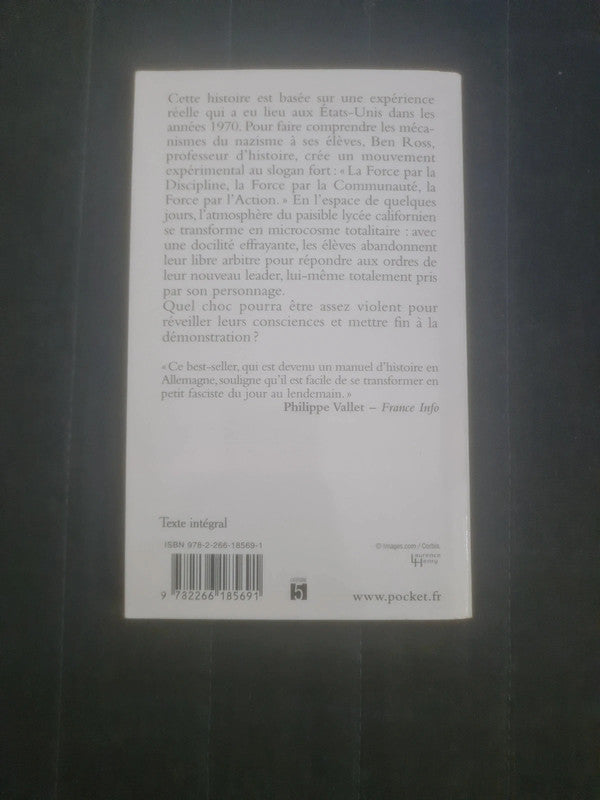 Cette histoire est basée sur une expérience
réelle qui a eu lieu aux États-Unis dans les
années 1970. Pour faire comprendre les méca-
nismes du nazisme à ses élèves, Ben Ross,
professeur d'histoire, crée un mouvement
expérimental au slogan fort : « La Force par la
Discipline, la Force par la Communauté, la
Force par l'Action. » En l'espace de quelques
jours, l'atmosphère du paisible lycée californien
se transforme en microcosme totalitaire : avec
une docilité effrayante, les élèves abandonnent
leur libre arbitre pour répondre aux ordres de
leur nouveau leader, lui-même totalement pris
par son personnage.
Quel choc pourra être assez violent pour
réveiller leurs consciences et mettre fin à la
démonstration ?
« Ce best-seller, qui est devenu un manuel d'histoire en
Allemagne, souligne qu'il est facile de se transformer en
petit fasciste du jour au lendemain. »
Philippe Vallet – France Info
Texte intégral
ISBN 978-2-266-18569-1
© Images.com / Corbis.
Laurence
Henry
9 782266 185691
5
www.pocket.fr